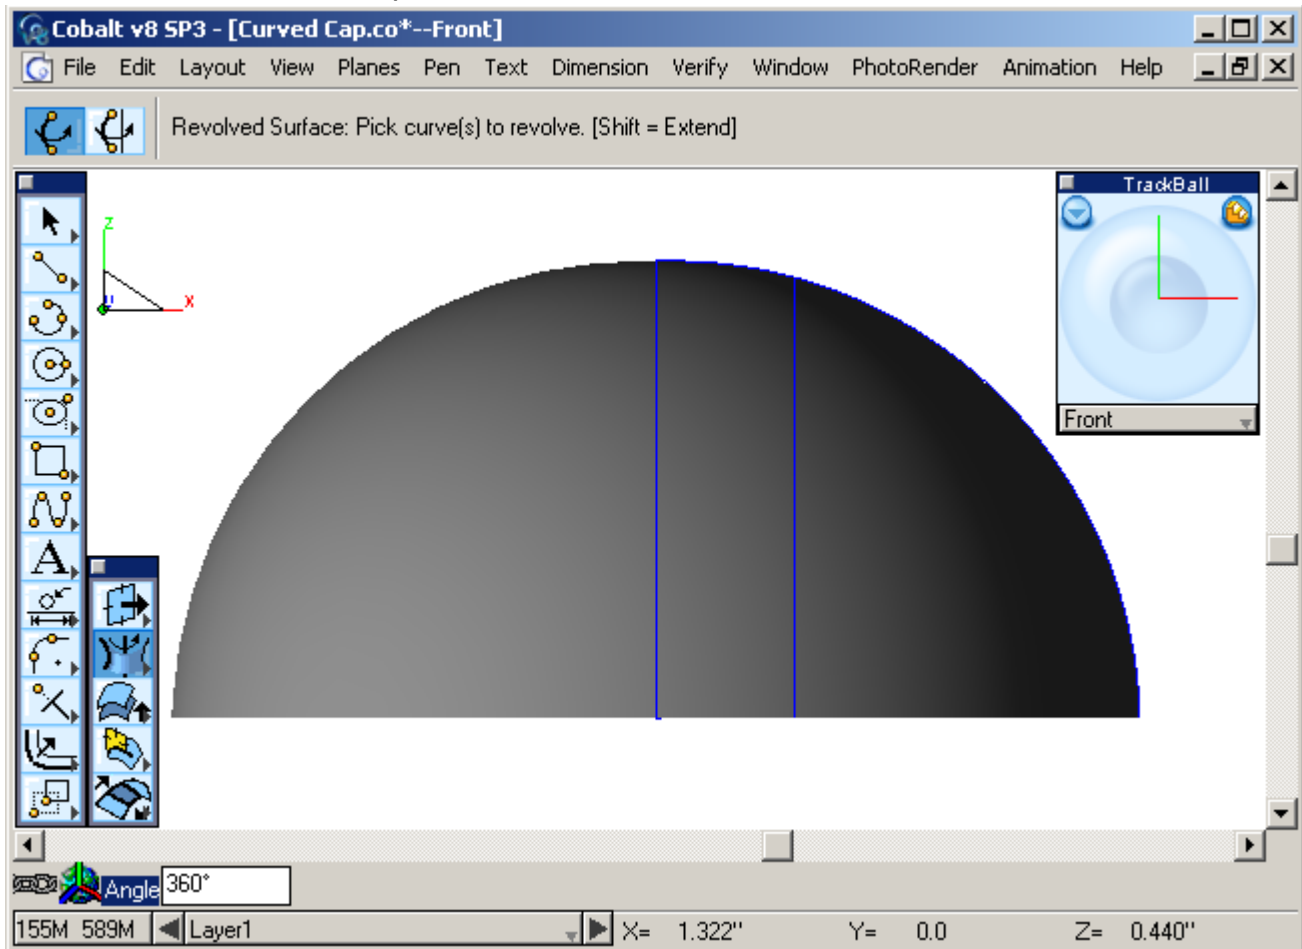 Cobalt v8 SP3 - [Curved Cap.co*--Front]
File Edit Layout View Planes Pen Text Dimension Verify Window PhotoRender Animation Help
Revolved Surface: Pick curve(s) to revolve. [Shift = Extend]
TrackBall
z
x
Front
A
Angle 360°
155M 589M Layer1 X= 1.322" Y= 0.0 Z= 0.440"